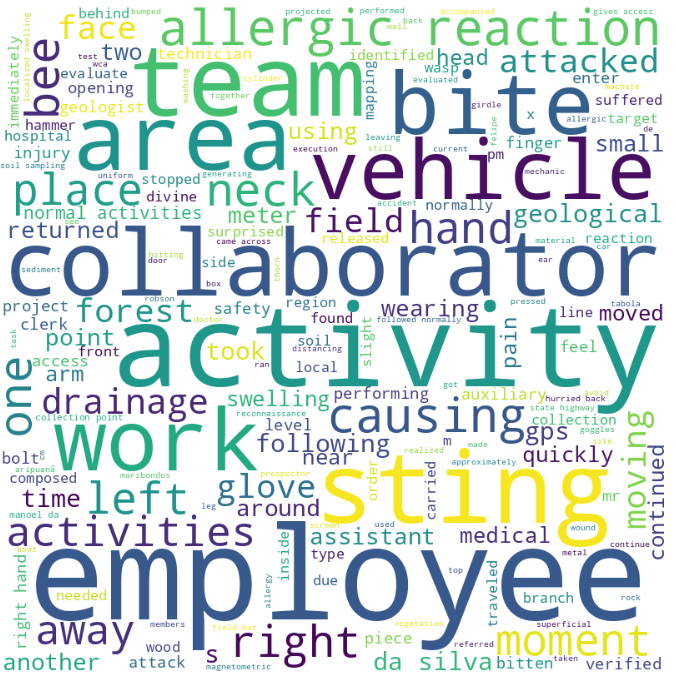 behind bumped projected performed accompanied gives access
face allergic reaction
back well
immediately localized swelling bee two technician identified head attacked
test wca team washing mapping wasp bite enter
evaluate cylinder evaluated girdle machete
opening together allergic suffered
geologist area target
hospital hammer using felipe x de finger small
soil sampling leaving current
injury execution still vehicle pm mechanic
place uniform stopped divine neck generating accident
normal activities meter field hand normally geological
see surprised came across material car reaction
returned hitting door released ear
side thorn box
collaborator
sediment robson region pressed tabola
project forest safety found wearing line moved
clerk doctor soil distancing followed normally
point front took activity pain feel
task access ran local slight
one arm auxiliary got hurried back avoid
drainage swelling performing collection state highway
collection point reconnaissance level causing m gps goggles site
bolt work following near made quickly moving
cm realized approximately
composed aripuanã maribondos prospector order carried mr continued
time left glove sting
manoel da leg around
activities screen used wound
boot assistant medical
right hand employee type continue
allergy inside due metal traveled branch rock
needed members top superficial
away field hat vegetation moment
wood right s piece
another attack magnetometric da silva bitten referred taken verified